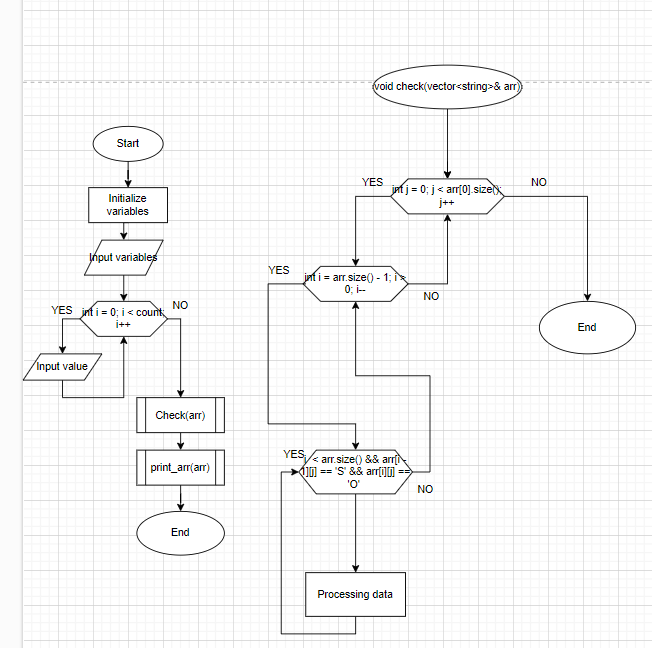 Start
Initialize
variables
Input variables
int i = 0; i < count;
i++
YES
NO
Input value
Check(arr)
print_arr(arr)
End
void check(vector<string>& arr)
int j = 0; j < arr[0].size();
j++
YES
NO
int i = arr.size() - 1; i >
0; i--
YES
NO
End
i < arr.size() && arr[i -
1][j] == 'S' && arr[i][j] ==
'O'
YES
NO
Processing data